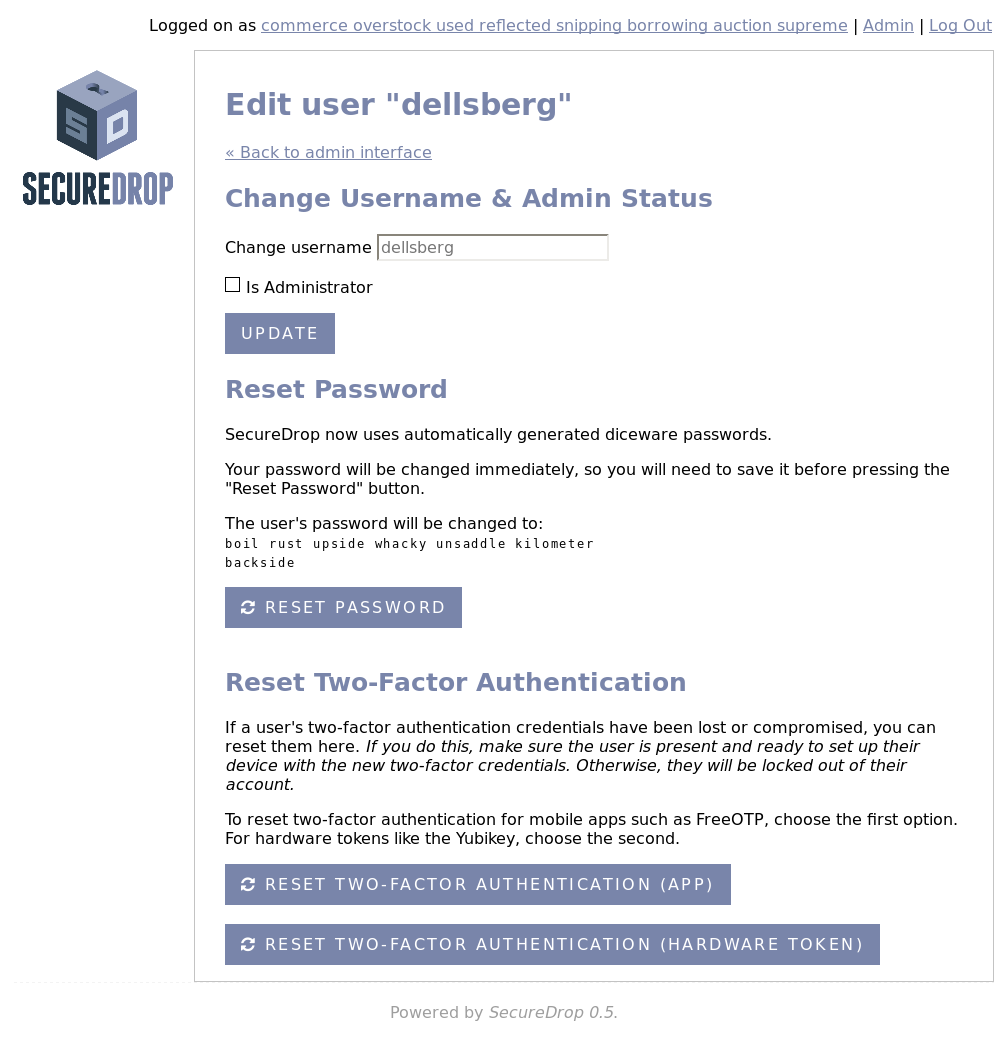 Logged on as commerce overstock used reflected snipping borrowing auction supreme | Admin | Log Out
SECUREDROP
Edit user "dellsberg"
« Back to admin interface
Change Username & Admin Status
Change username dellsberg
Is Administrator
UPDATE
Reset Password
SecureDrop now uses automatically generated diceware passwords.
Your password will be changed immediately, so you will need to save it before pressing the
"Reset Password" button.
The user's password will be changed to:
boil rust upside whacky unsaddle kilometer
backside
RESET PASSWORD
Reset Two-Factor Authentication
If a user's two-factor authentication credentials have been lost or compromised, you can
reset them here. If you do this, make sure the user is present and ready to set up their
device with the new two-factor credentials. Otherwise, they will be locked out of their
account.
To reset two-factor authentication for mobile apps such as FreeOTP, choose the first option.
For hardware tokens like the Yubikey, choose the second.
RESET TWO-FACTOR AUTHENTICATION (APP)
RESET TWO-FACTOR AUTHENTICATION (HARDWARE TOKEN)
Powered by SecureDrop 0.5.